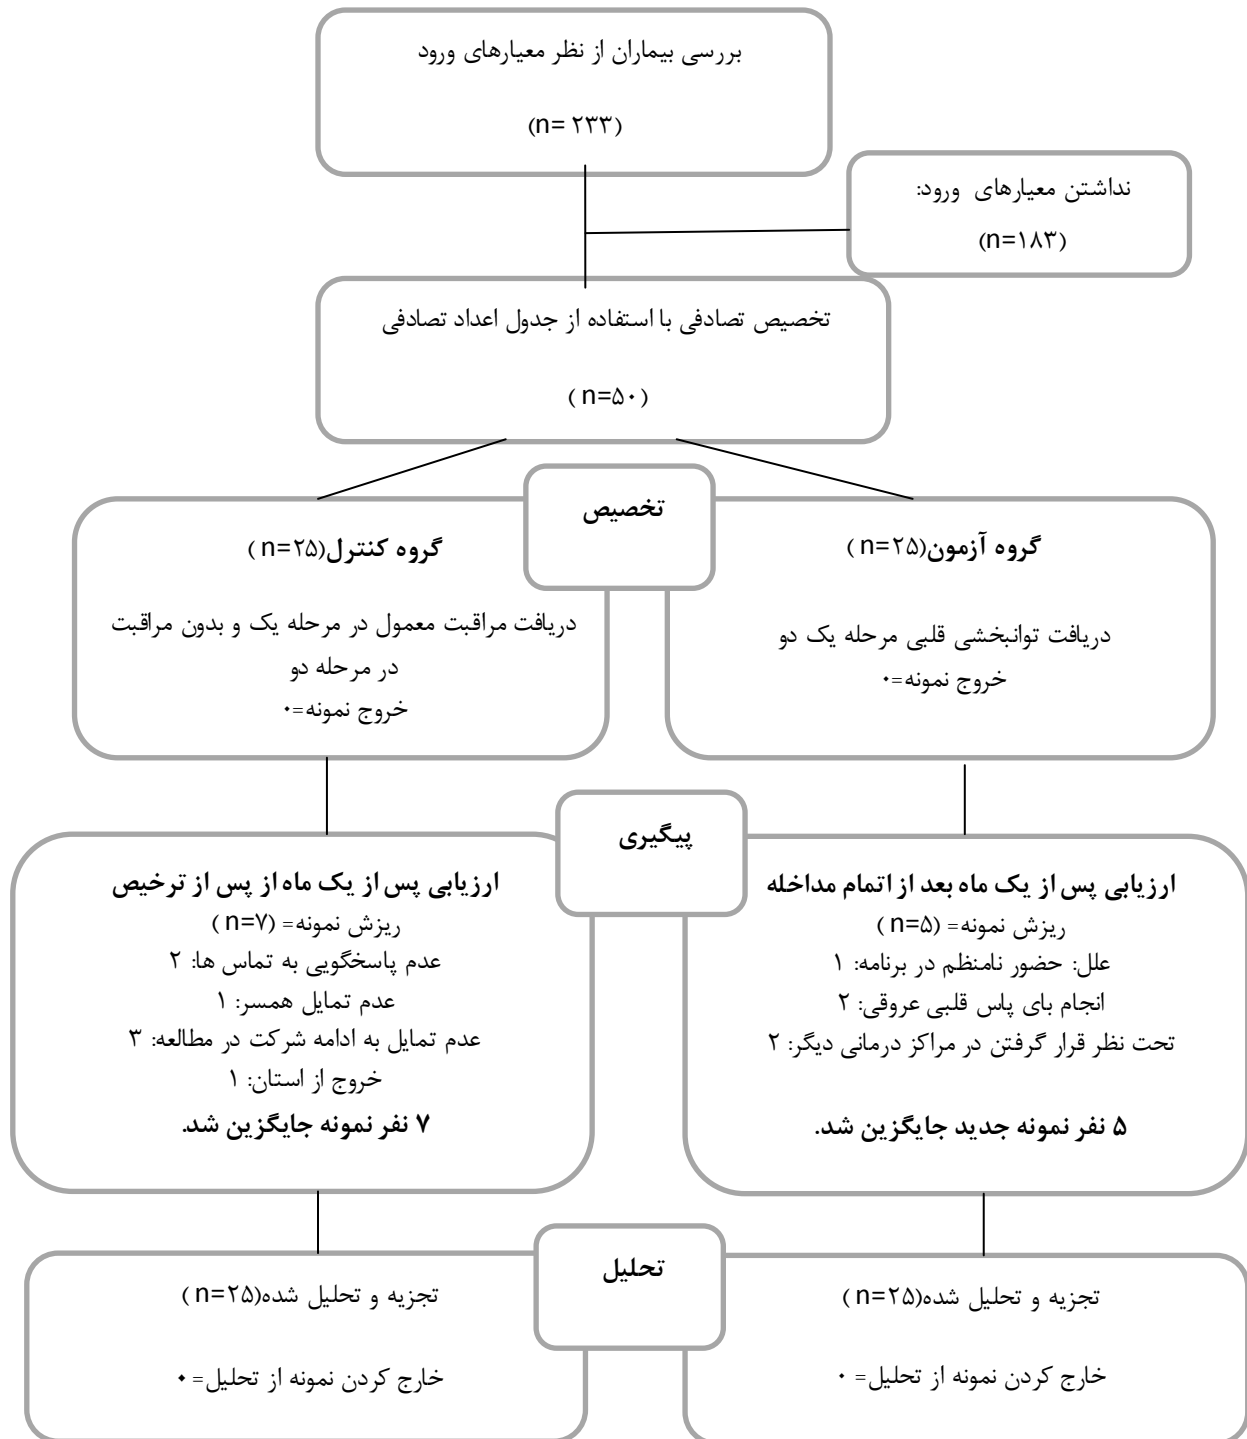 بررسی بیماران از نظر معیارهای ورود
(n= ۲۳۳)
نداشتن معیارهای ورود:
(n=۱۸۳)
تخصیص تصادفی با استفاده از جدول اعداد تصادفی
( n=۵۰)
تخصیص
گروه آزمون(n=۲۵ )
دریافت توانبخشی قلبی مرحله یک دو
خروج نمونه=۰
گروه کنترل(n=۲۵ )
دریافت مراقبت معمول در مرحله یک و بدون مراقبت
در مرحله دو
خروج نمونه=۰
پیگیری
ارزیابی پس از یک ماه بعد از اتمام مداخله
ریزش نمونه= (n=۵ )
علل: حضور نامنظم در برنامه: ۱
انجام بای پاس قلبی عروقی: ۲
تحت نظر قرار گرفتن در مراکز درمانی دیگر: ۲
۵ نفر نمونه جدید جایگزین شد.
ارزیابی پس از یک ماه از پس از ترخیص
ریزش نمونه= (n=۷ )
عدم پاسخگویی به تماس ها: ۲
عدم تمایل همسر: ۱
عدم تمایل به ادامه شرکت در مطالعه: ۳
خروج از استان: ۱
۷ نفر نمونه جایگزین شد.
تحلیل
تجزیه و تحلیل شده(n=۲۵ )
خارج کردن نمونه از تحلیل= ۰
تجزیه و تحلیل شده(n=۲۵ )
خارج کردن نمونه از تحلیل= ۰